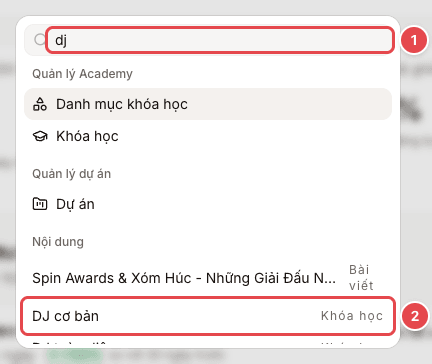 dj
1
Quản lý Academy
Danh mục khóa học
Khóa học
Quản lý dự án
Dự án
Nội dung
Spin Awards & Xóm Húc - Những Giải Đấu N... Bài viết
DJ cơ bản Khóa học
2